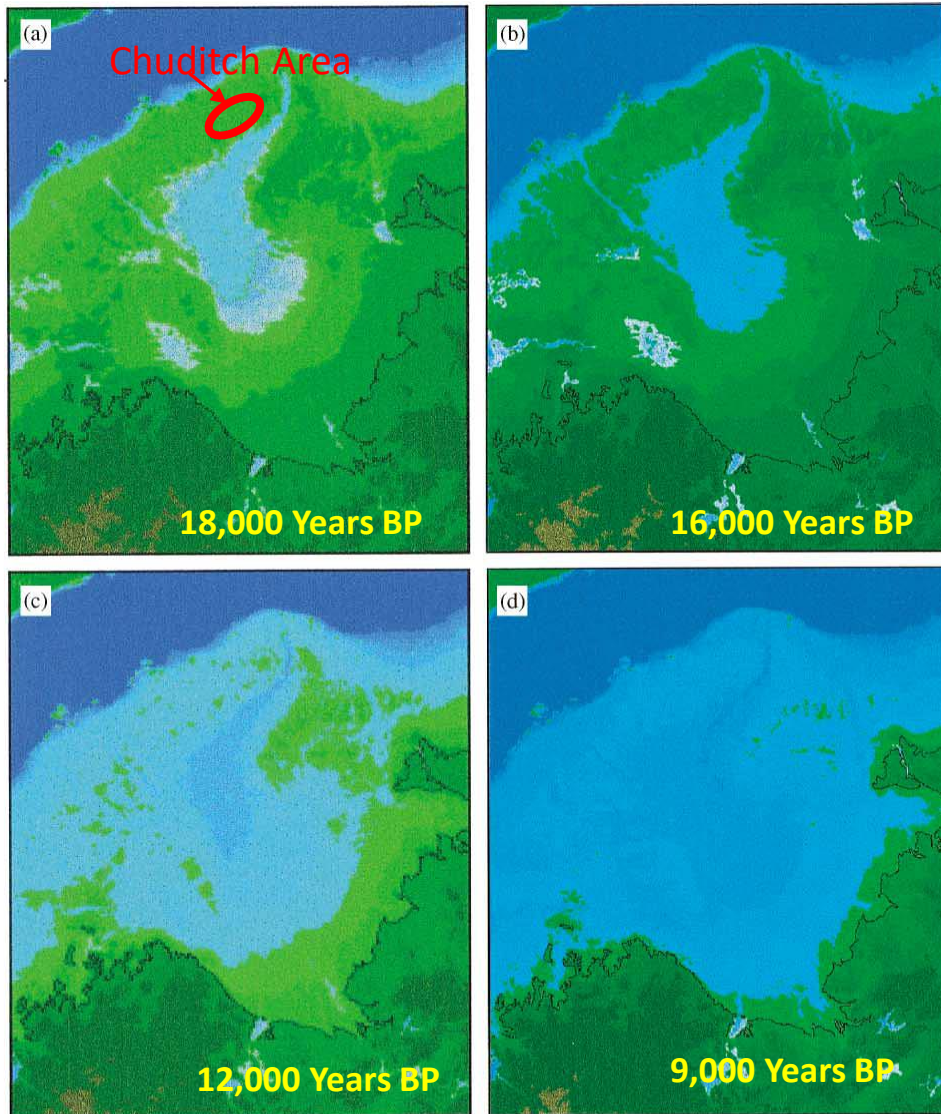 (a)
Chuditch Area
18,000 Years BP
(b)
16,000 Years BP
(c)
12,000 Years BP
(d)
9,000 Years BP